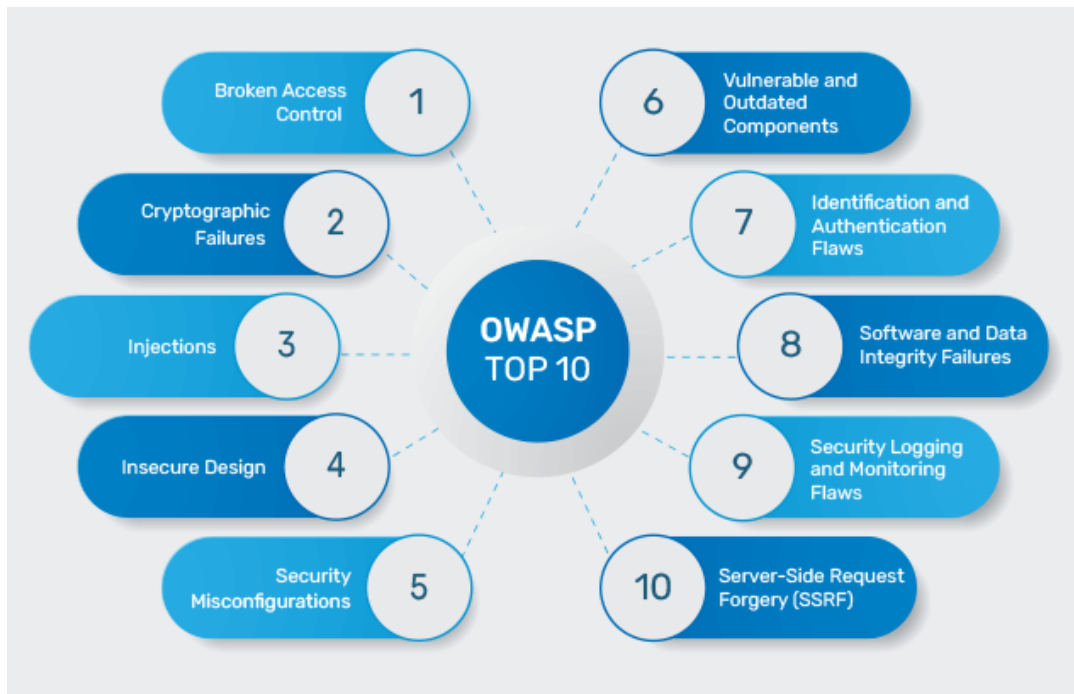 Broken Access
Control
1
Cryptographic
Failures
2
Injections
3
Insecure Design
4
Security
Misconfigurations
5
OWASP
TOP 10
6
Vulnerable and
Outdated
Components
7
Identification and
Authentication
Flaws
8
Software and Data
Integrity Failures
9
Security Logging
and Monitoring
Flaws
10
Server-Side Request
Forgery (SSRF)